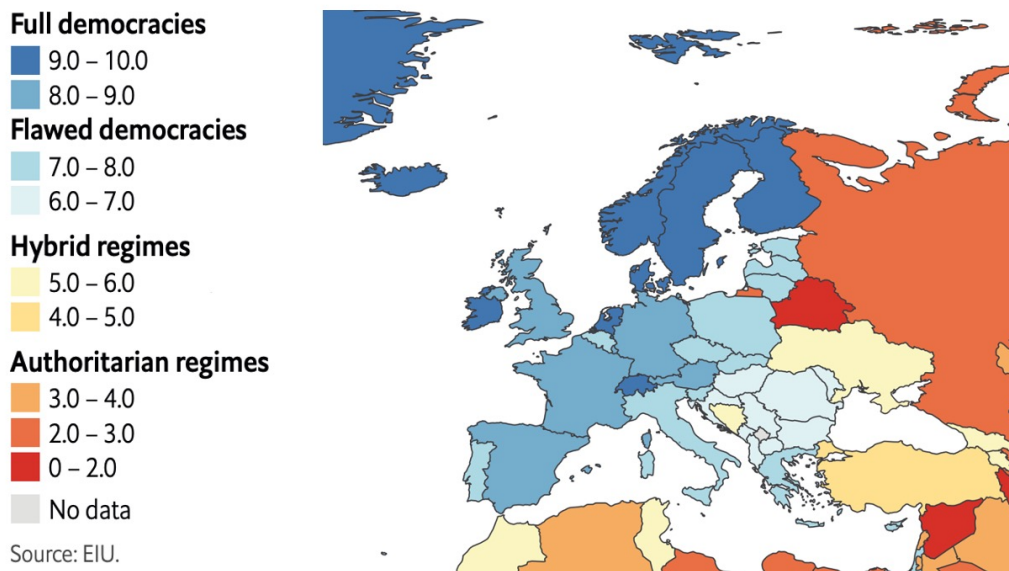 Full democracies
9.0 – 10.0
8.0 – 9.0
Flawed democracies
7.0 – 8.0
6.0 – 7.0
Hybrid regimes
5.0 – 6.0
4.0 – 5.0
Authoritarian regimes
3.0 – 4.0
2.0 – 3.0
0 – 2.0
No data
Source: EIU.